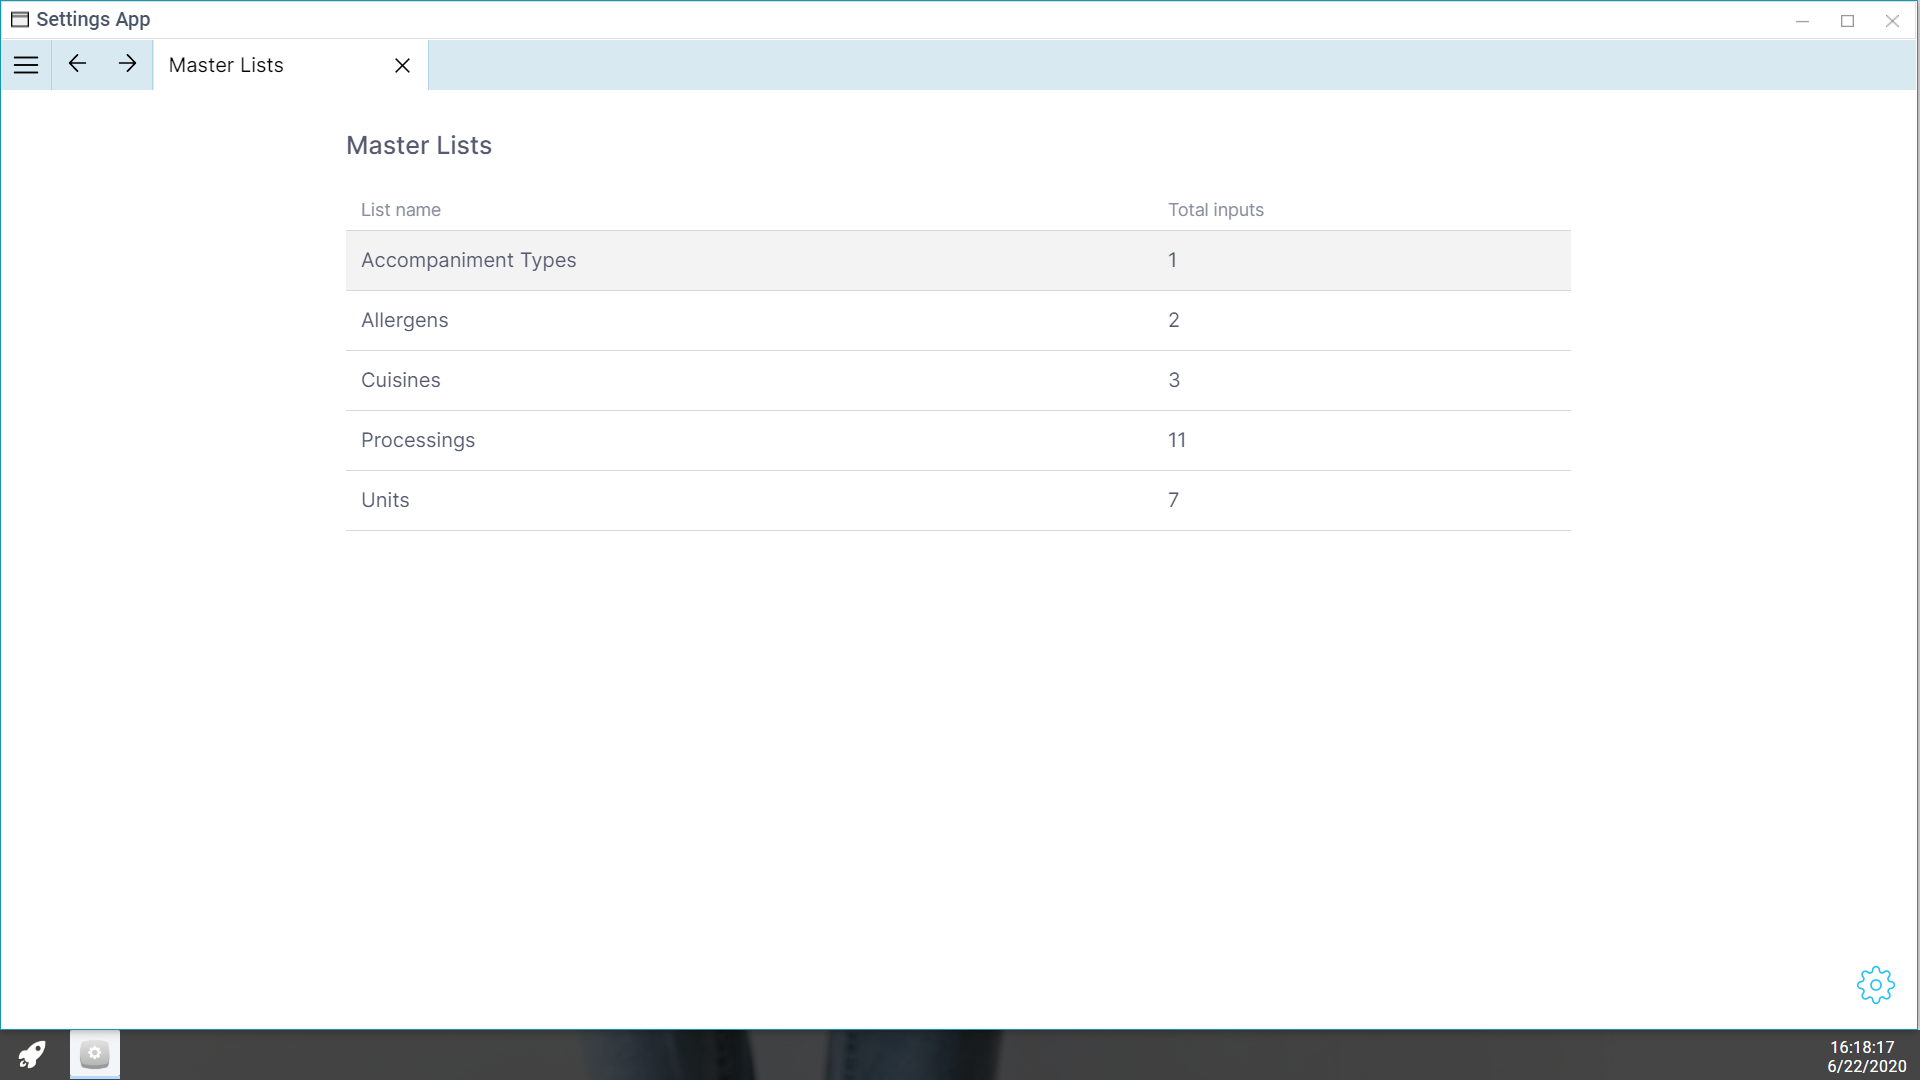 Settings App
Master Lists
Master Lists
List name Total inputs
Accompaniment Types 1
Allergens 2
Cuisines 3
Processings 11
Units 7
16:18:17
6/22/2020